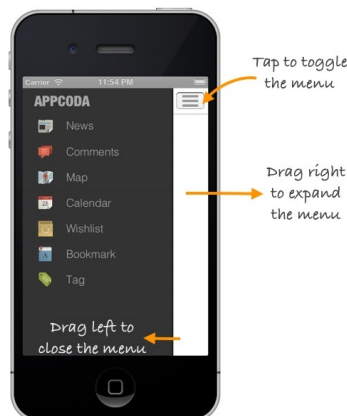 Carrier 11:54 PM
APPCODA
News
Comments
Map
Calendar
Wishlist
Bookmark
Tag
Drag left to
close the menu
Tap to toggle
the menu
Drag right
to expand
the menu